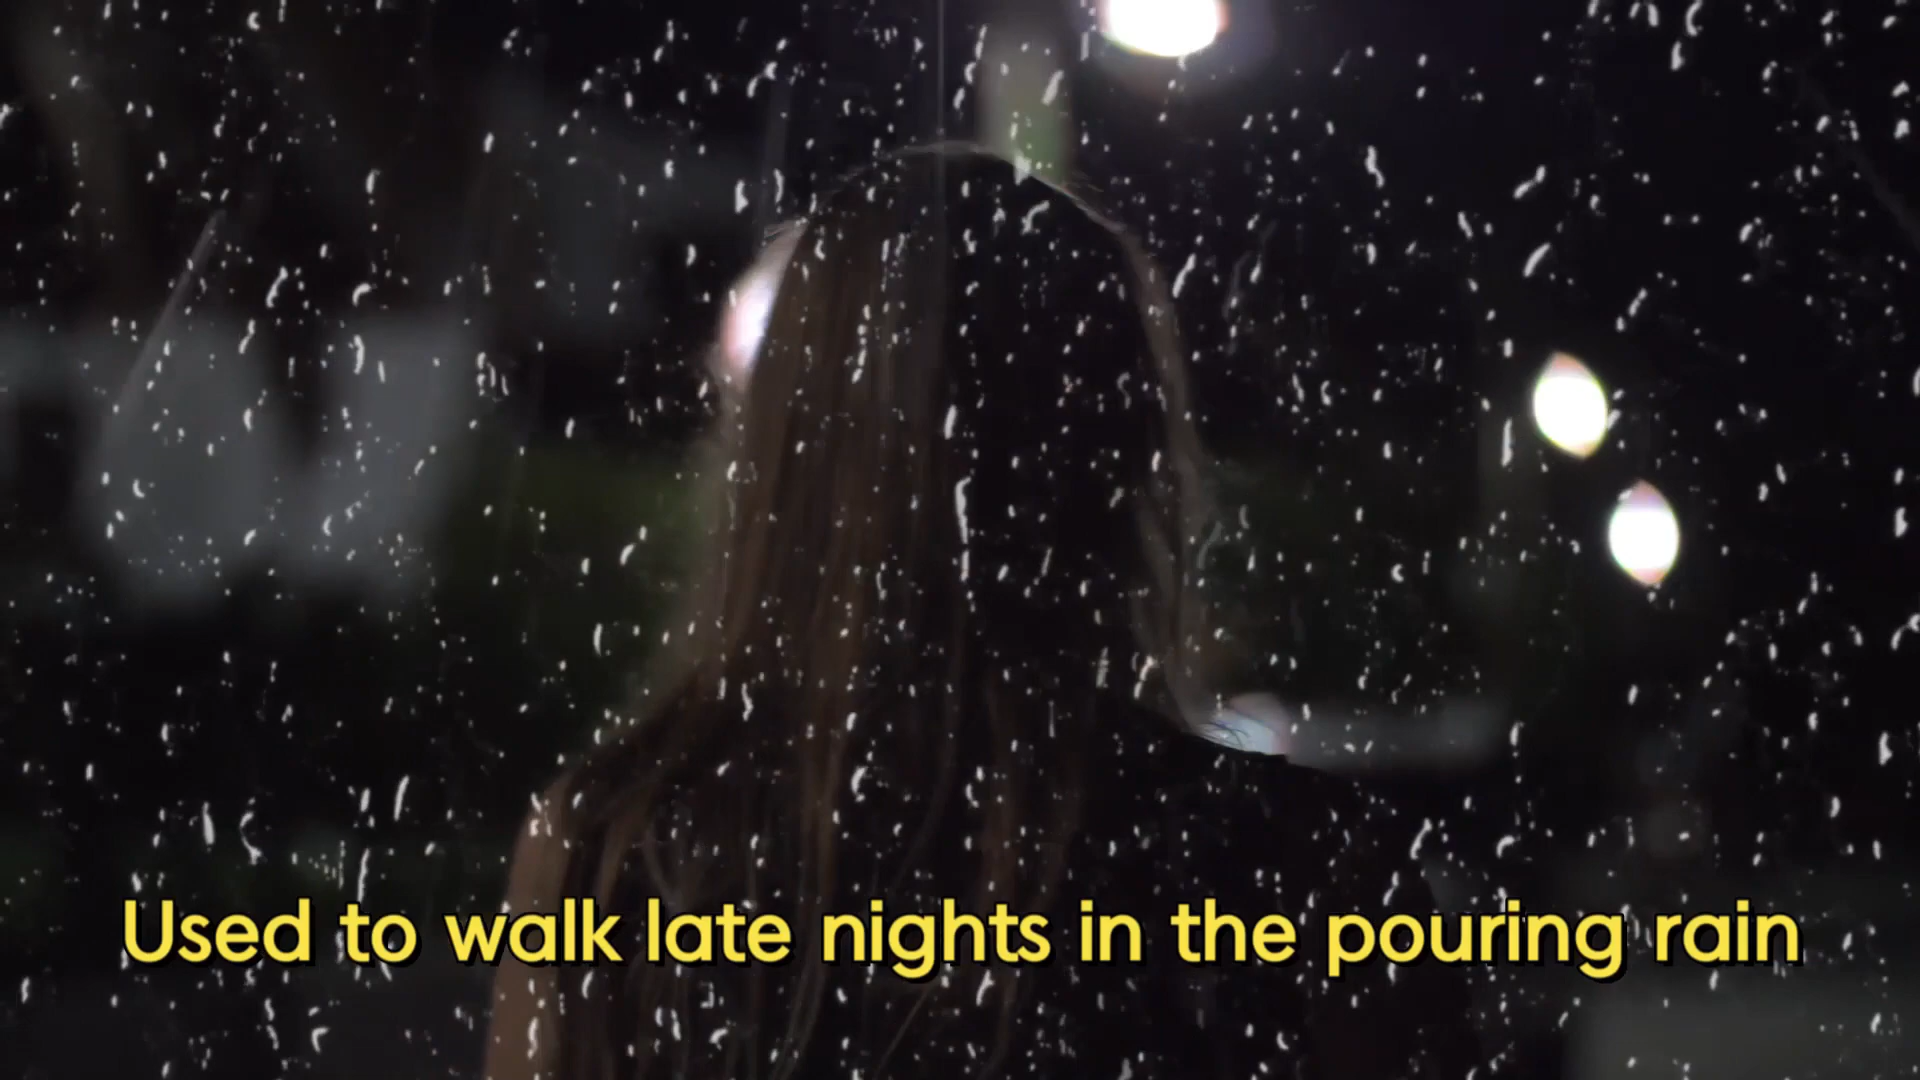 Used to walk late nights in the pouring rain